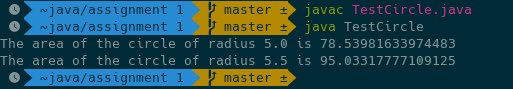 ~java/assignment 1 master ± javac TestCircle.java
~java/assignment 1 master ± java TestCircle
The area of the circle of radius 5.0 is 78.53981633974483
The area of the circle of radius 5.5 is 95.03317777109125
~java/assignment 1 master ±